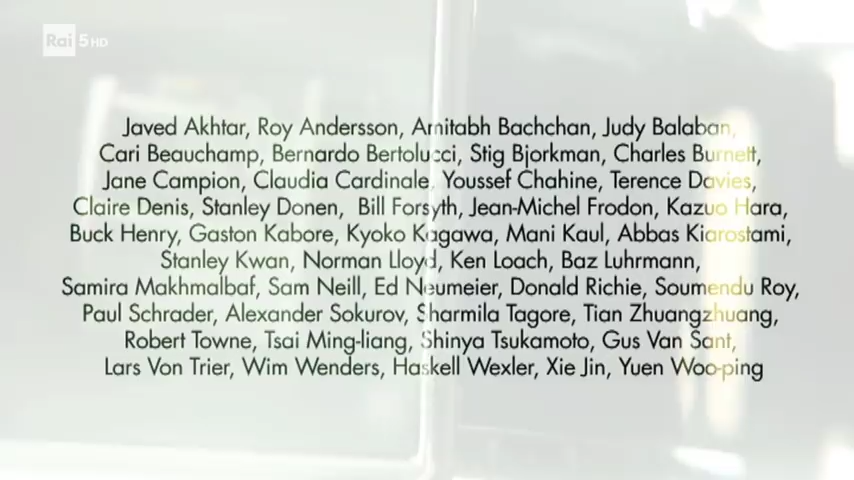 Rai 5 HD
Javed Akhtar, Roy Andersson, Amitabh Bachchan, Judy Balaban,
Cari Beauchamp, Bernardo Bertolucci, Stig Bjorkman, Charles Burnett,
Jane Campion, Claudia Cardinale, Youssef Chahine, Terence Davies,
Claire Denis, Stanley Donen, Bill Forsyth, Jean-Michel Frodon, Kazuo Hara,
Buck Henry, Gaston Kabore, Kyoko Kagawa, Mani Kaul, Abbas Kiarostami,
Stanley Kwan, Norman Lloyd, Ken Loach, Baz Luhrmann,
Samira Makhmalbaf, Sam Neill, Ed Neumeier, Donald Richie, Soumendu Roy,
Paul Schrader, Alexander Sokurov, Sharmila Tagore, Tian Zhuangzhuang,
Robert Towne, Tsai Ming-liang, Shinya Tsukamoto, Gus Van Sant,
Lars Von Trier, Wim Wenders, Haskell Wexler, Xie Jin, Yuen Woo-ping